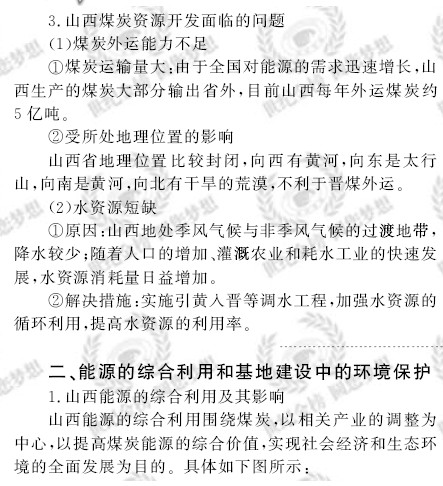 3.山西煤炭资源开发面临的问题
(1)煤炭外运能力不足
①煤炭运输量大:由于全国对能源的需求迅速增长,山
西生产的煤炭大部分输出省外,目前山西每年外运煤炭约
5亿吨。
②受所处地理位置的影响
山西省地理位置比较封闭,向西有黄河,向东是太行
山,向南是黄河,向北有干旱的荒漠,不利于晋煤外运。
(2)水资源短缺
①原因:山西地处季风气候与非季风气候的过渡地带,
降水较少;随着人口的增加、灌溉农业和耗水工业的快速发
展,水资源消耗量日益增加。
②解决措施:实施引黄入晋等调水工程,加强水资源的
循环利用,提高水资源的利用率。
二、能源的综合利用和基地建设中的环境保护
1.山西能源的综合利用及其影响
山西能源的综合利用围绕煤炭,以相关产业的调整为
中心,以提高煤炭能源的综合价值,实现社会经济和生态环
境的全面发展为目的。具体如下图所示: